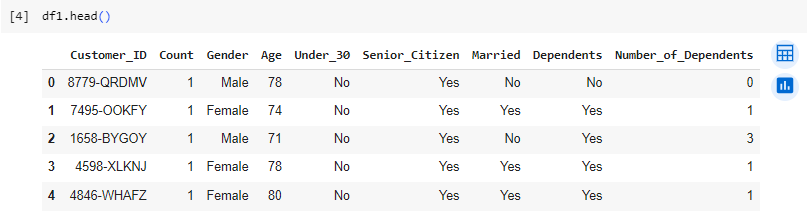 [4] df1.head()
Customer_ID Count Gender Age Under_30 Senior_Citizen Married Dependents Number_of_Dependents
0 8779-QRDMV 1 Male 78 No Yes No No 0
1 7495-OOKFY 1 Female 74 No Yes Yes Yes 1
2 1658-BYGOY 1 Male 71 No Yes No Yes 3
3 4598-XLKNJ 1 Female 78 No Yes Yes Yes 1
4 4846-WHAFZ 1 Female 80 No Yes Yes Yes 1